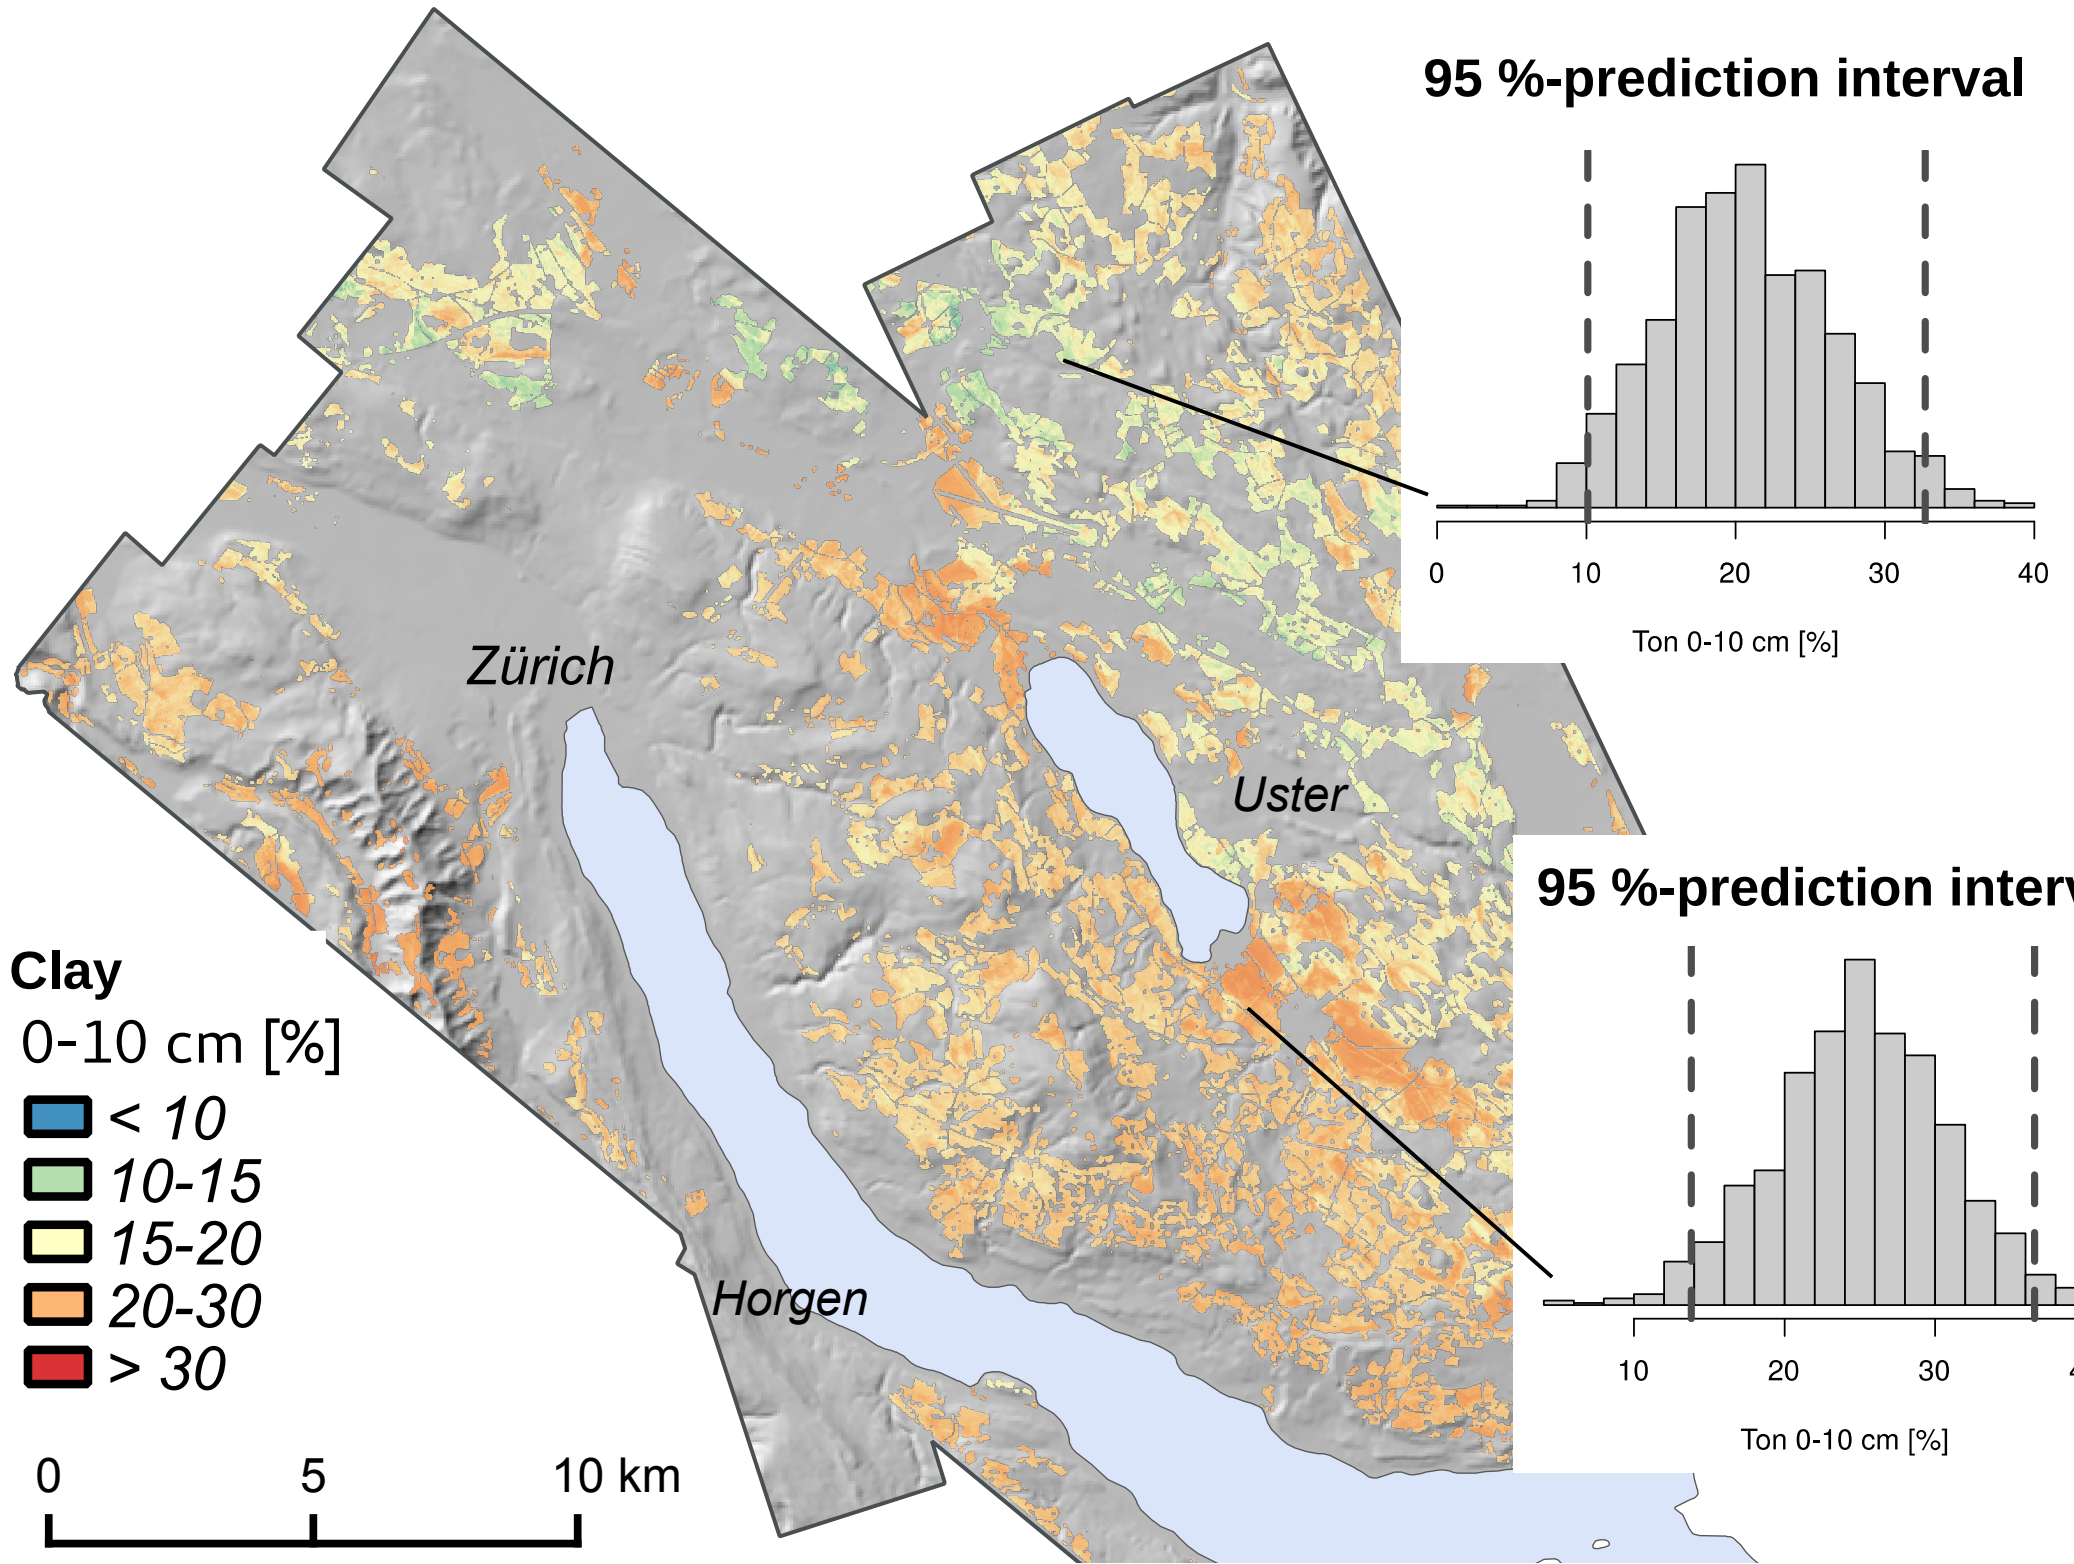 95 %-prediction interval
0 10 20 30 40
Ton 0-10 cm [%]
Zürich
Uster
Horgen
95 %-prediction interv
10 20 30 4
Ton 0-10 cm [%]
Clay
0-10 cm [%]
< 10
10-15
15-20
20-30
> 30
0 5 10 km